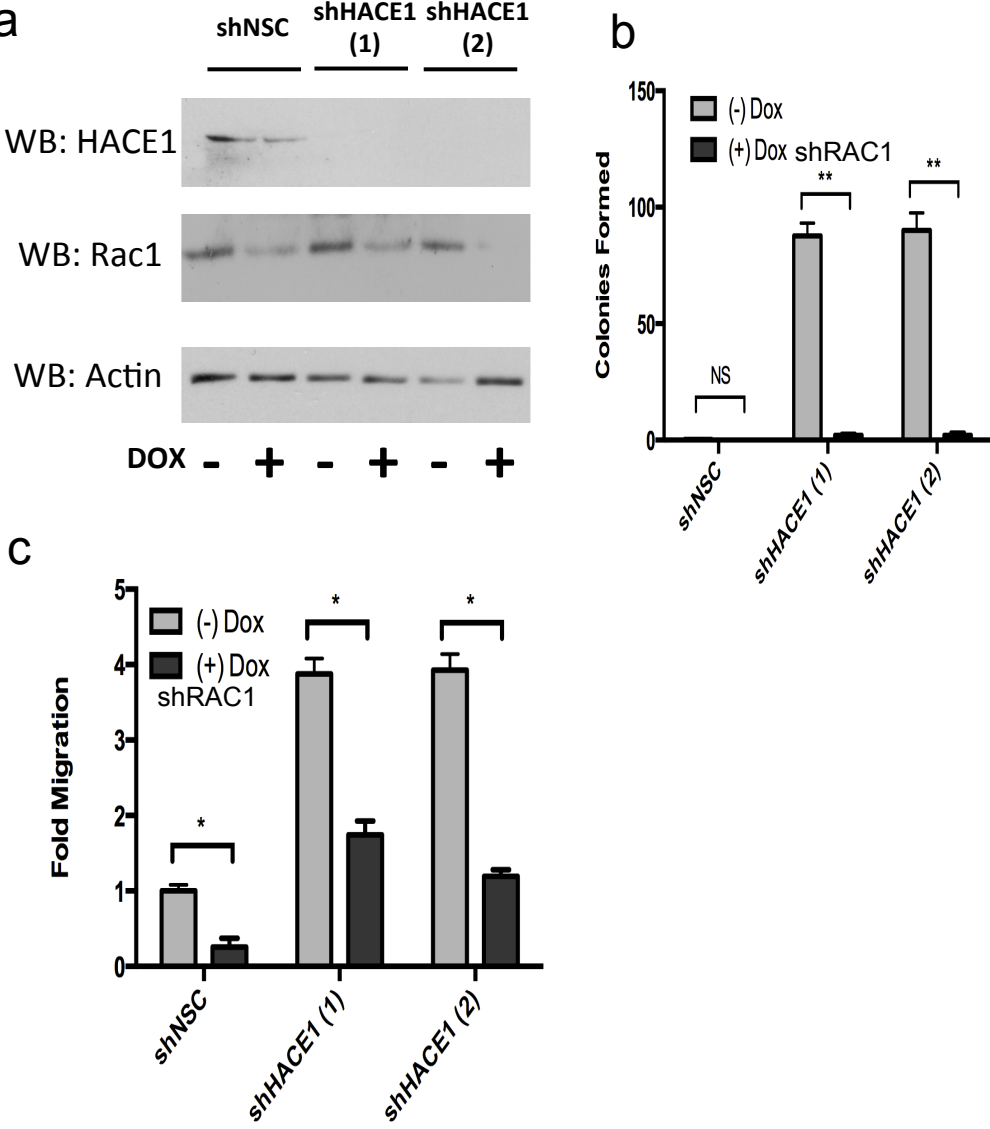 a
shNSC
shHACE1 shHACE1
(1) (2)
WB: HACE1
WB: Rac1
WB: Actin
DOX - + - + - +
b
150
100
50
0
Colonies Formed
(-) Dox
(+) Dox shRAC1
NS
**
**
shNSC
shHACE1 (1)
shHACE1 (2)
c
5
4
3
2
1
0
Fold Migration
(-) Dox
(+) Dox
shRAC1
*
*
*
shNSC
shHACE1 (1)
shHACE1 (2)